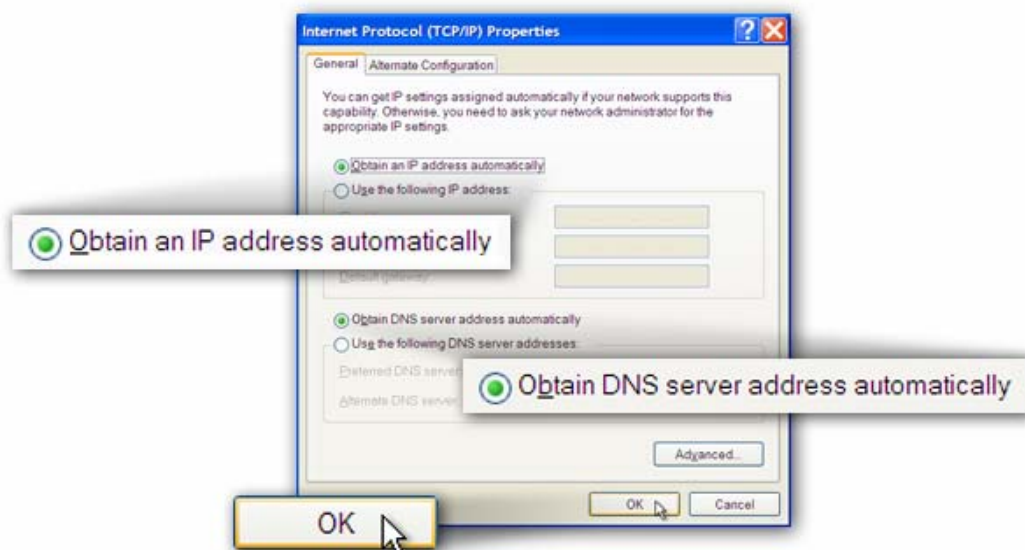 Internet Protocol (TCP/IP) Properties
General
Alternate Configuration
You can get IP settings assigned automatically if your network supports this
capability. Otherwise, you need to ask your network administrator for the
appropriate IP settings.
Obtain an IP address automatically
Use the following IP address:
Obtain an IP address automatically
Default gateway:
Obtain DNS server address automatically
Use the following DNS server addresses:
Preferred DNS server:
Obtain DNS server address automatically
Alternate DNS server:
Advanced...
OK
Cancel
OK